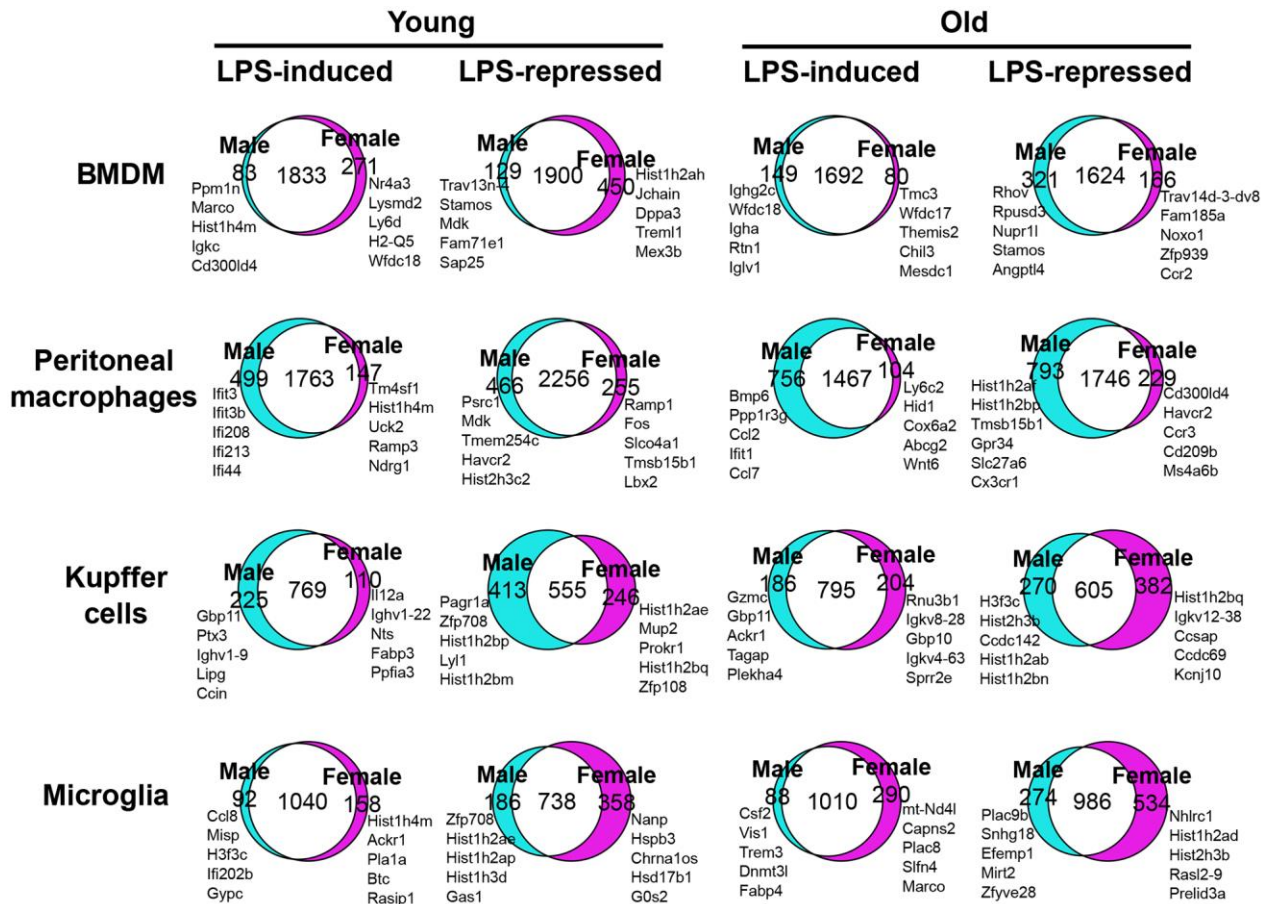 Young
Old
LPS-induced
LPS-repressed
LPS-induced
LPS-repressed
BMDM
Male
83
1833
Female
271
Ppm1n
Marco
Hist1h4m
Igkc
Cd300ld4
Nr4a3
Lysmd2
Ly6d
H2-Q5
Wfdc18
Male
129
1900
Female
450
Trav13n-4
Stamos
Mdk
Fam71e1
Sap25
Hist1h2ah
Jchain
Dppa3
Treml1
Mex3b
Male
149
1692
Female
80
Ighg2c
Wfdc18
Igha
Rtn1
Iglv1
Tmc3
Wfdc17
Themis2
Chil3
Mesdc1
Male
321
1624
Female
166
Rhov
Rpusd3
Nupr1l
Stamos
Angptl4
Trav14d-3-dv8
Fam185a
Noxo1
Zfp939
Ccr2
Peritoneal
macrophages
Male
499
1763
Female
147
Ifit3
Ifit3b
Ifi208
Ifi213
Ifi44
Tm4sf1
Hist1h4m
Uck2
Ramp3
Ndrg1
Male
466
2256
Female
255
Psrc1
Mdk
Tmem254c
Havcr2
Hist2h3c2
Ramp1
Fos
Slco4a1
Tmsb15b1
Lbx2
Male
756
1467
Female
104
Bmp6
Ppp1r3g
Ccl2
Ifit1
Ccl7
Ly6c2
Hid1
Cox6a2
Abcg2
Wnt6
Male
793
1746
Female
229
Hist1h2af
Hist1h2bp
Tmsb15b1
Gpr34
Slc27a6
Cx3cr1
Cd300ld4
Havcr2
Ccr3
Cd209b
Ms4a6b
Kupffer
cells
Male
225
769
Female
110
Gbp11
Ptx3
Ighv1-9
Lipg
Ccin
Il12a
Ighv1-22
Nts
Fabp3
Ppfia3
Male
413
555
Female
246
Pagr1a
Zfp708
Hist1h2bp
Lyl1
Hist1h2bm
Hist1h2ae
Mup2
Prokr1
Hist1h2bq
Zfp108
Male
186
795
Female
204
Gzmc
Gbp11
Ackr1
Tagap
Plekha4
Rnu3b1
Igkv8-28
Gbp10
Igkv4-63
Sprr2e
Male
270
605
Female
382
H3f3c
Hist2h3b
Ccdc142
Hist1h2ab
Hist1h2bn
Hist1h2bq
Igkv12-38
Ccsap
Ccdc69
Kcnj10
Microglia
Male
92
1040
Female
158
Ccl8
Misp
H3f3c
Ifi202b
Gypc
Hist1h4m
Ackr1
Pla1a
Btc
Rasip1
Male
186
738
Female
358
Zfp708
Hist1h2ae
Hist1h2ap
Hist1h3d
Gas1
Nanp
Hspb3
Chrna1os
Hsd17b1
G0s2
Male
88
1010
Female
290
Csf2
Vis1
Trem3
Dnmt3l
Fabp4
mt-Nd4l
Capns2
Plac8
Slfn4
Marco
Male
274
986
Female
534
Plac9b
Snhg18
Efemp1
Mirt2
Zfyve28
Nhlrc1
Hist1h2ad
Hist2h3b
Rasl2-9
Prelid3a